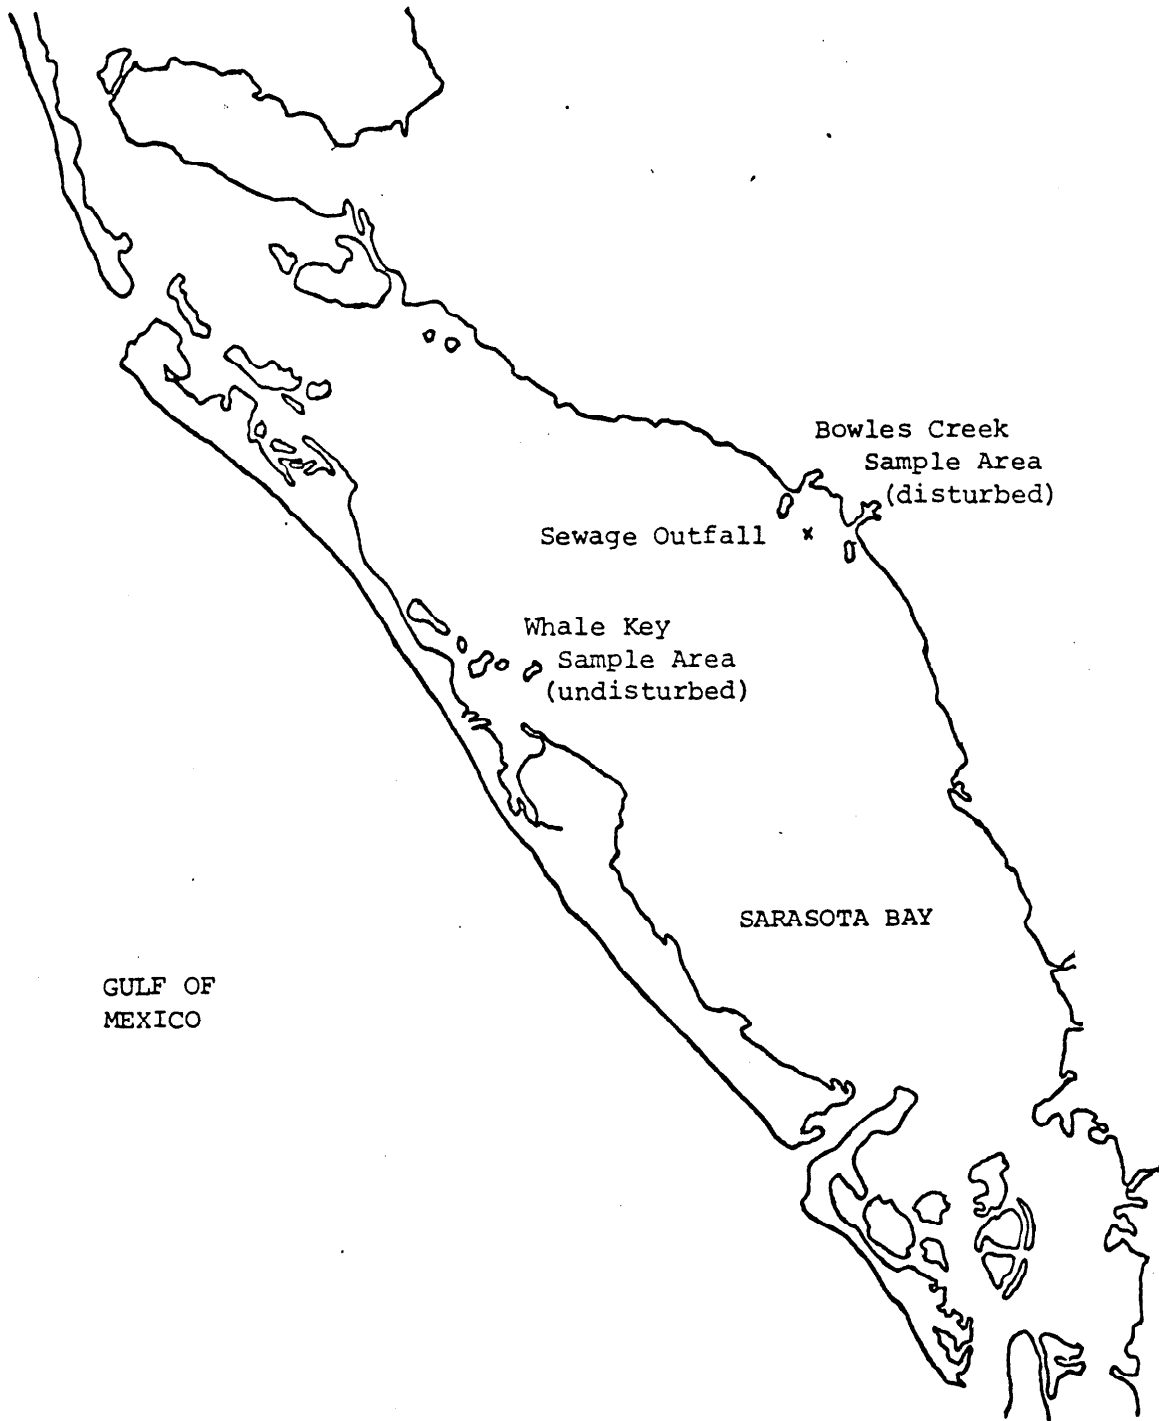 Bowles Creek
Sample Area
(disturbed)
Sewage Outfall x
Whale Key
Sample Area
(undisturbed)
SARASOTA BAY
GULF OF
MEXICO